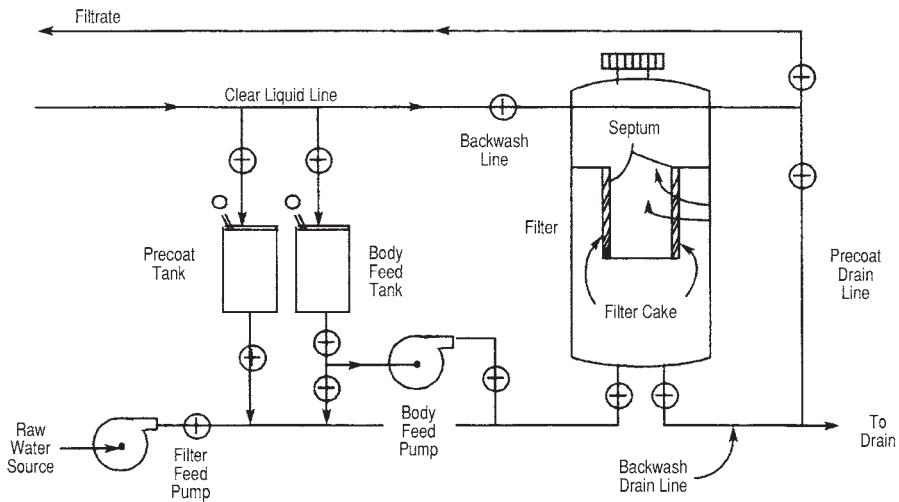 Filtrate
Clear Liquid Line
Backwash
Line
Septum
Filter
Precoat
Tank
Body
Feed
Tank
Filter Cake
Precoat
Drain
Line
Raw
Water
Source
Filter
Feed
Pump
Body
Feed
Pump
Backwash
Drain Line
To
Drain